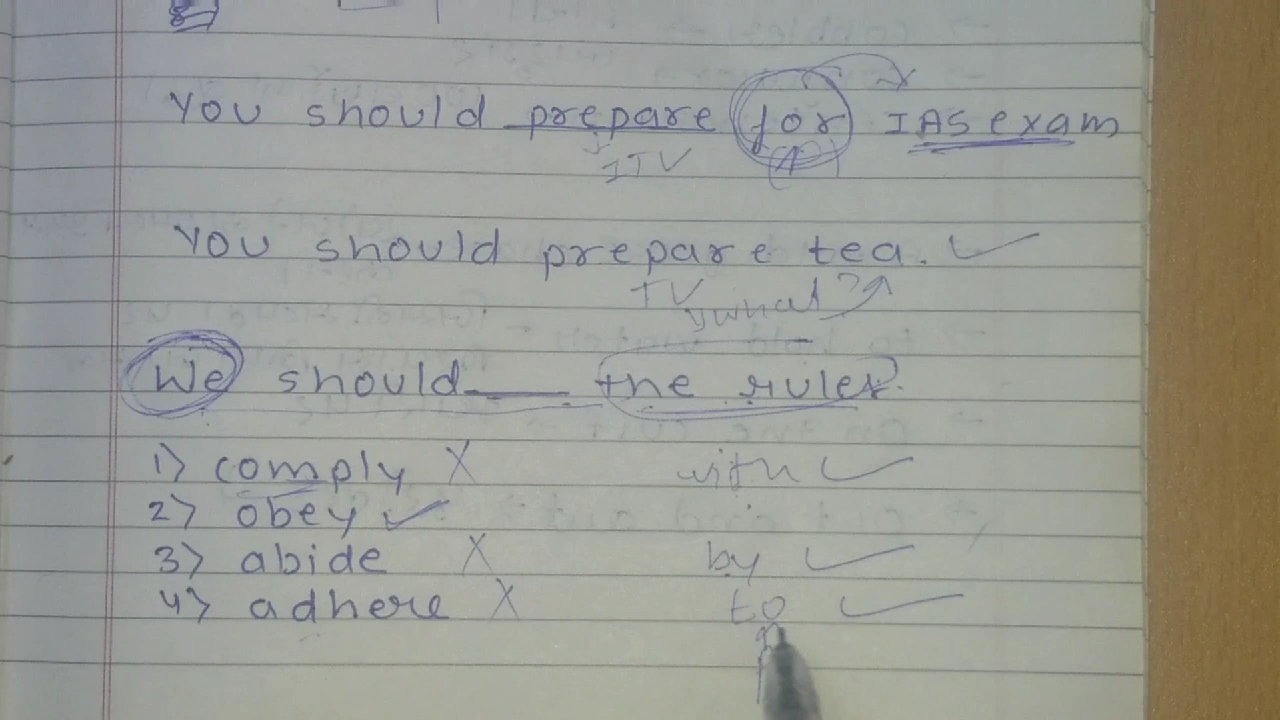 You should prepare for IAS exam
ITV
You should prepare tea. ✓
TV
what ?
We should ____ the rules.
1) comply X with ✓
2) obey ✓
3) abide X by ✓
4) adhere X to ✓